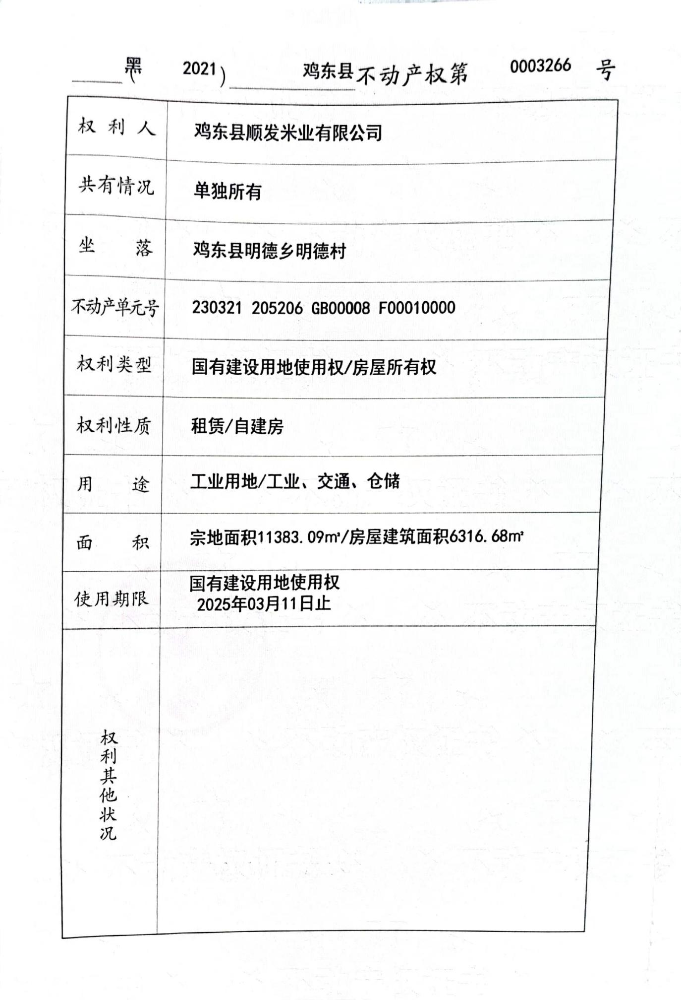 黑（2021）鸡东县不动产权第0003266号
权利人 鸡东县顺发米业有限公司
共有情况 单独所有
坐落 鸡东县明德乡明德村
不动产单元号 230321 205206 GB00008 F00010000
权利类型 国有建设用地使用权/房屋所有权
权利性质 租赁/自建房
用途 工业用地/工业、交通、仓储
面积 宗地面积11383.09㎡/房屋建筑面积6316.68㎡
使用期限 国有建设用地使用权
2025年03月11日止
权利其他状况